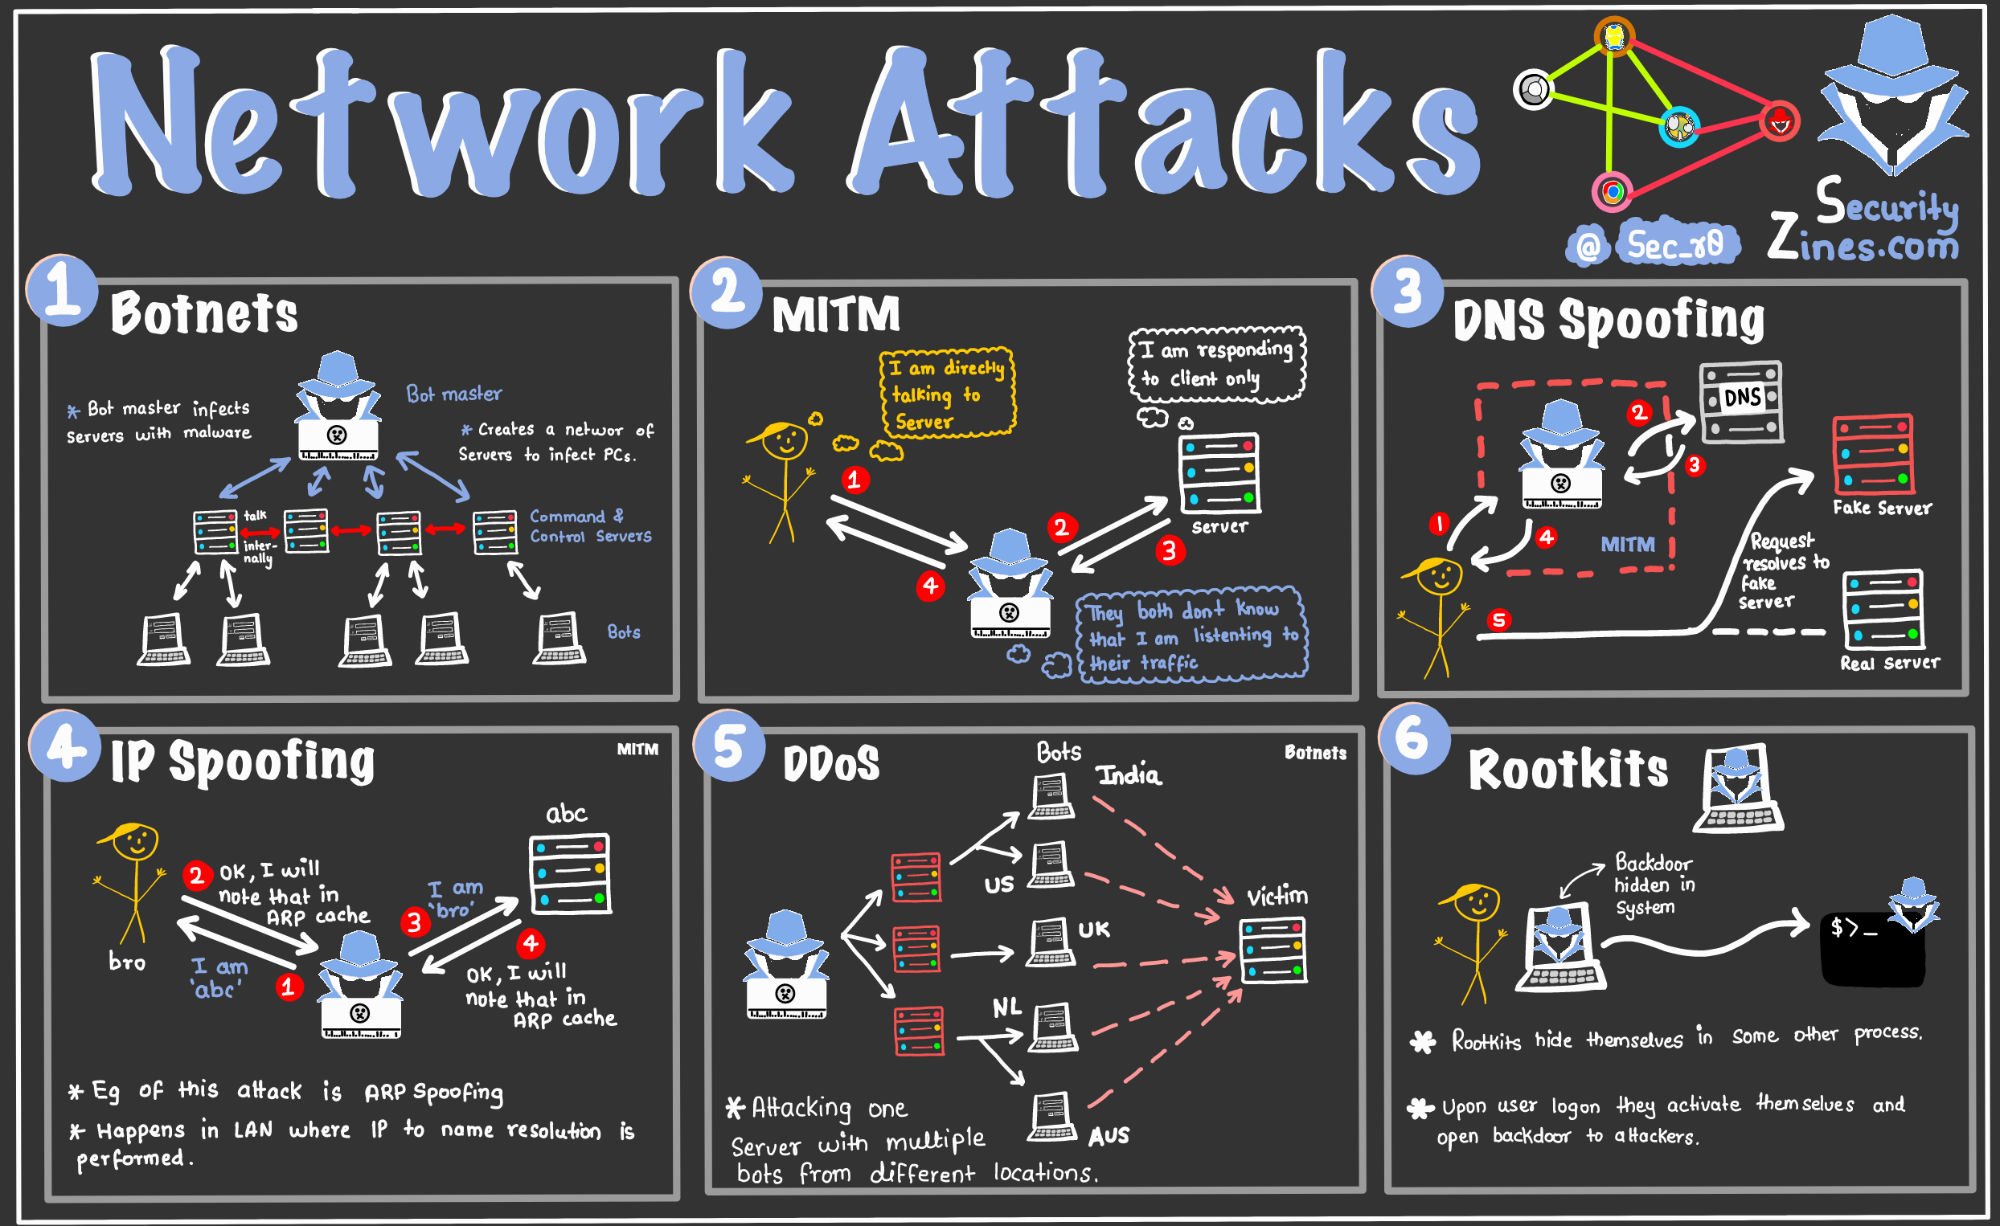 Network Attacks
@ Sec_r0
Security
Zines.com
1 Botnets
* Bot master infects
servers with malware
Bot master
* Creates a networ of
servers to infect PCs.
talk
inter-
nally
Command &
Control Servers
Bots
2 MITM
I am directly
talking to
Server
I am responding
to client only
1
2
3
4
server
They both don't know
that I am listenting to
their traffic
3 DNS Spoofing
DNS
2
3
1
4
MITM
Fake Server
Request
resolves to
fake
server
5
Real server
4 IP Spoofing
MITM
abc
2 OK, I will
note that in
ARP cache
I am
'bro'
3
4
bro
I am
'abc'
1
OK, I will
note that in
ARP cache
* Eg of this attack is ARP Spoofing
* Happens in LAN where IP to name resolution is
performed.
5 DDoS
Bots
Botnets
India
US
UK
Victim
NL
AUS
* Attacking one
Server with multiple
bots from different locations.
6 Rootkits
Backdoor
hidden in
system
$>_
* Rootkits hide themselves in some other process.
* Upon user logon they activate themselves and
open backdoor to attackers.